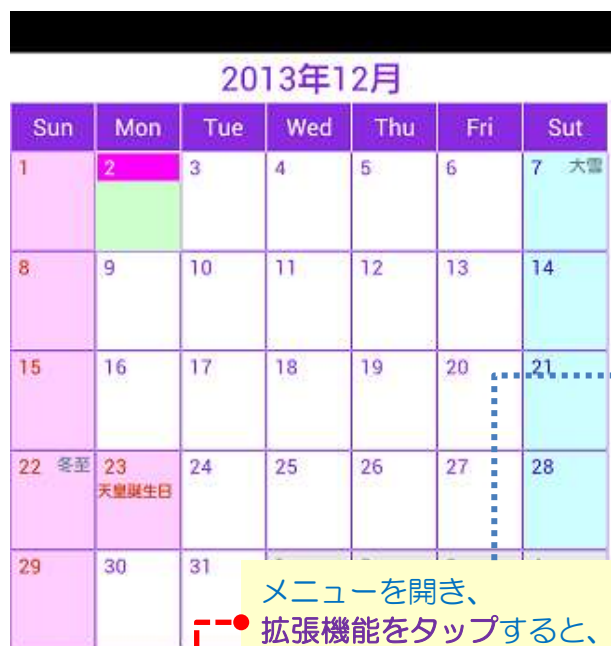 2013年12月
Sun Mon Tue Wed Thu Fri Sut
1 2 3 4 5 6 7 大雪
8 9 10 11 12 13 14
15 16 17 18 19 20 21
22 冬至 23 24 25 26 27 28
天皇誕生日
29 30 31
メニューを開き、
拡張機能をタップすると、